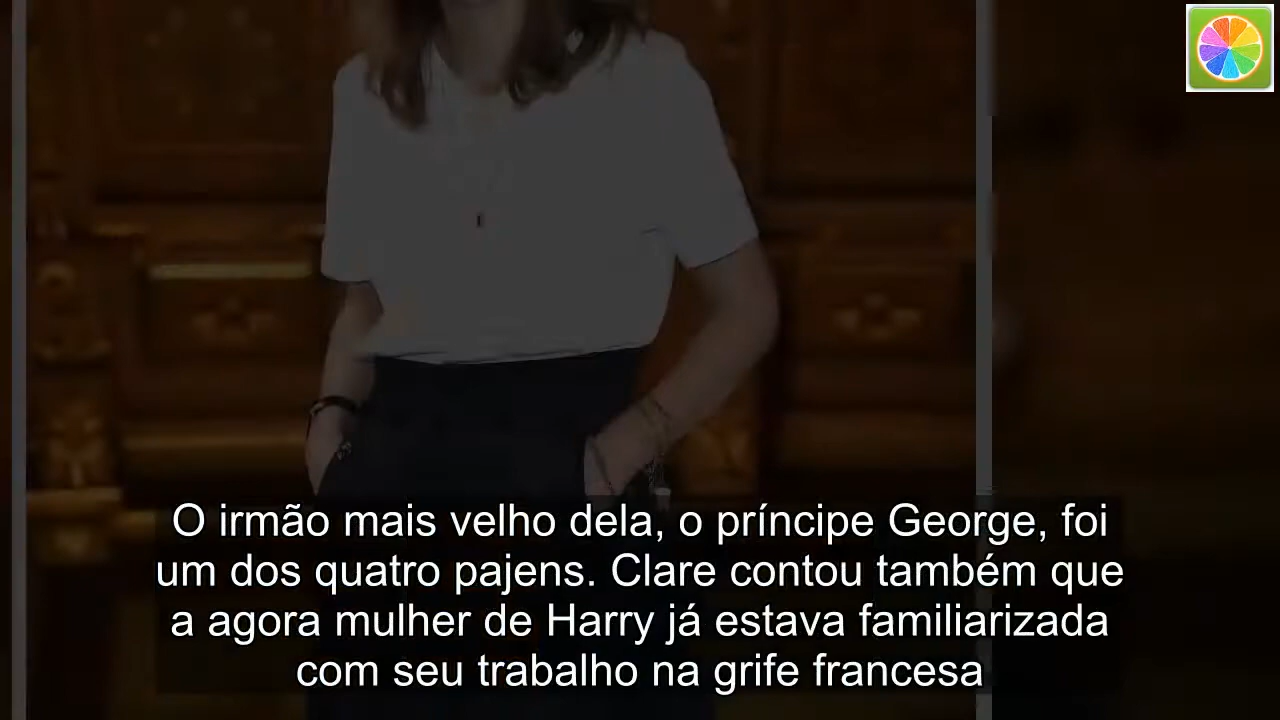 O irmão mais velho dela, o príncipe George, foi
um dos quatro pajens. Clare contou também que
a agora mulher de Harry já estava familiarizada
com seu trabalho na grife francesa